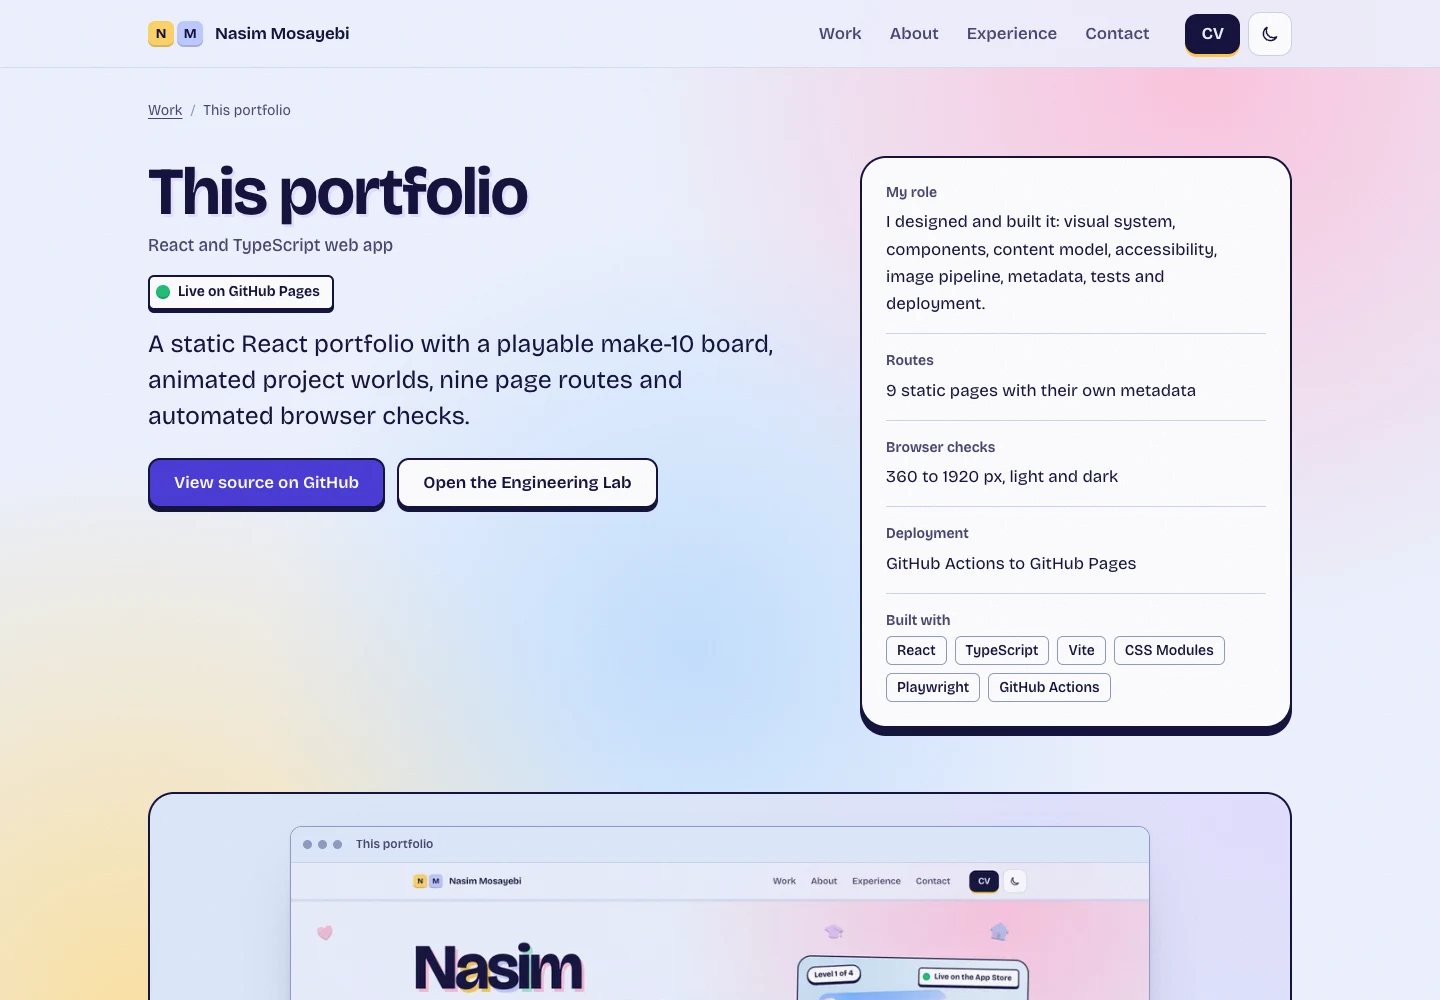 N M Nasim Mosayebi
Work About Experience Contact CV
Work / This portfolio
This portfolio
React and TypeScript web app
Live on GitHub Pages
A static React portfolio with a playable make-10 board,
animated project worlds, nine page routes and
automated browser checks.
View source on GitHub
Open the Engineering Lab
My role
I designed and built it: visual system,
components, content model, accessibility,
image pipeline, metadata, tests and
deployment.
Routes
9 static pages with their own metadata
Browser checks
360 to 1920 px, light and dark
Deployment
GitHub Actions to GitHub Pages
Built with
React TypeScript Vite CSS Modules
Playwright GitHub Actions
This portfolio
N M Nasim Mosayebi
Work About Experience Contact CV
Nasim
Level 1 of 4
Live on the App Store